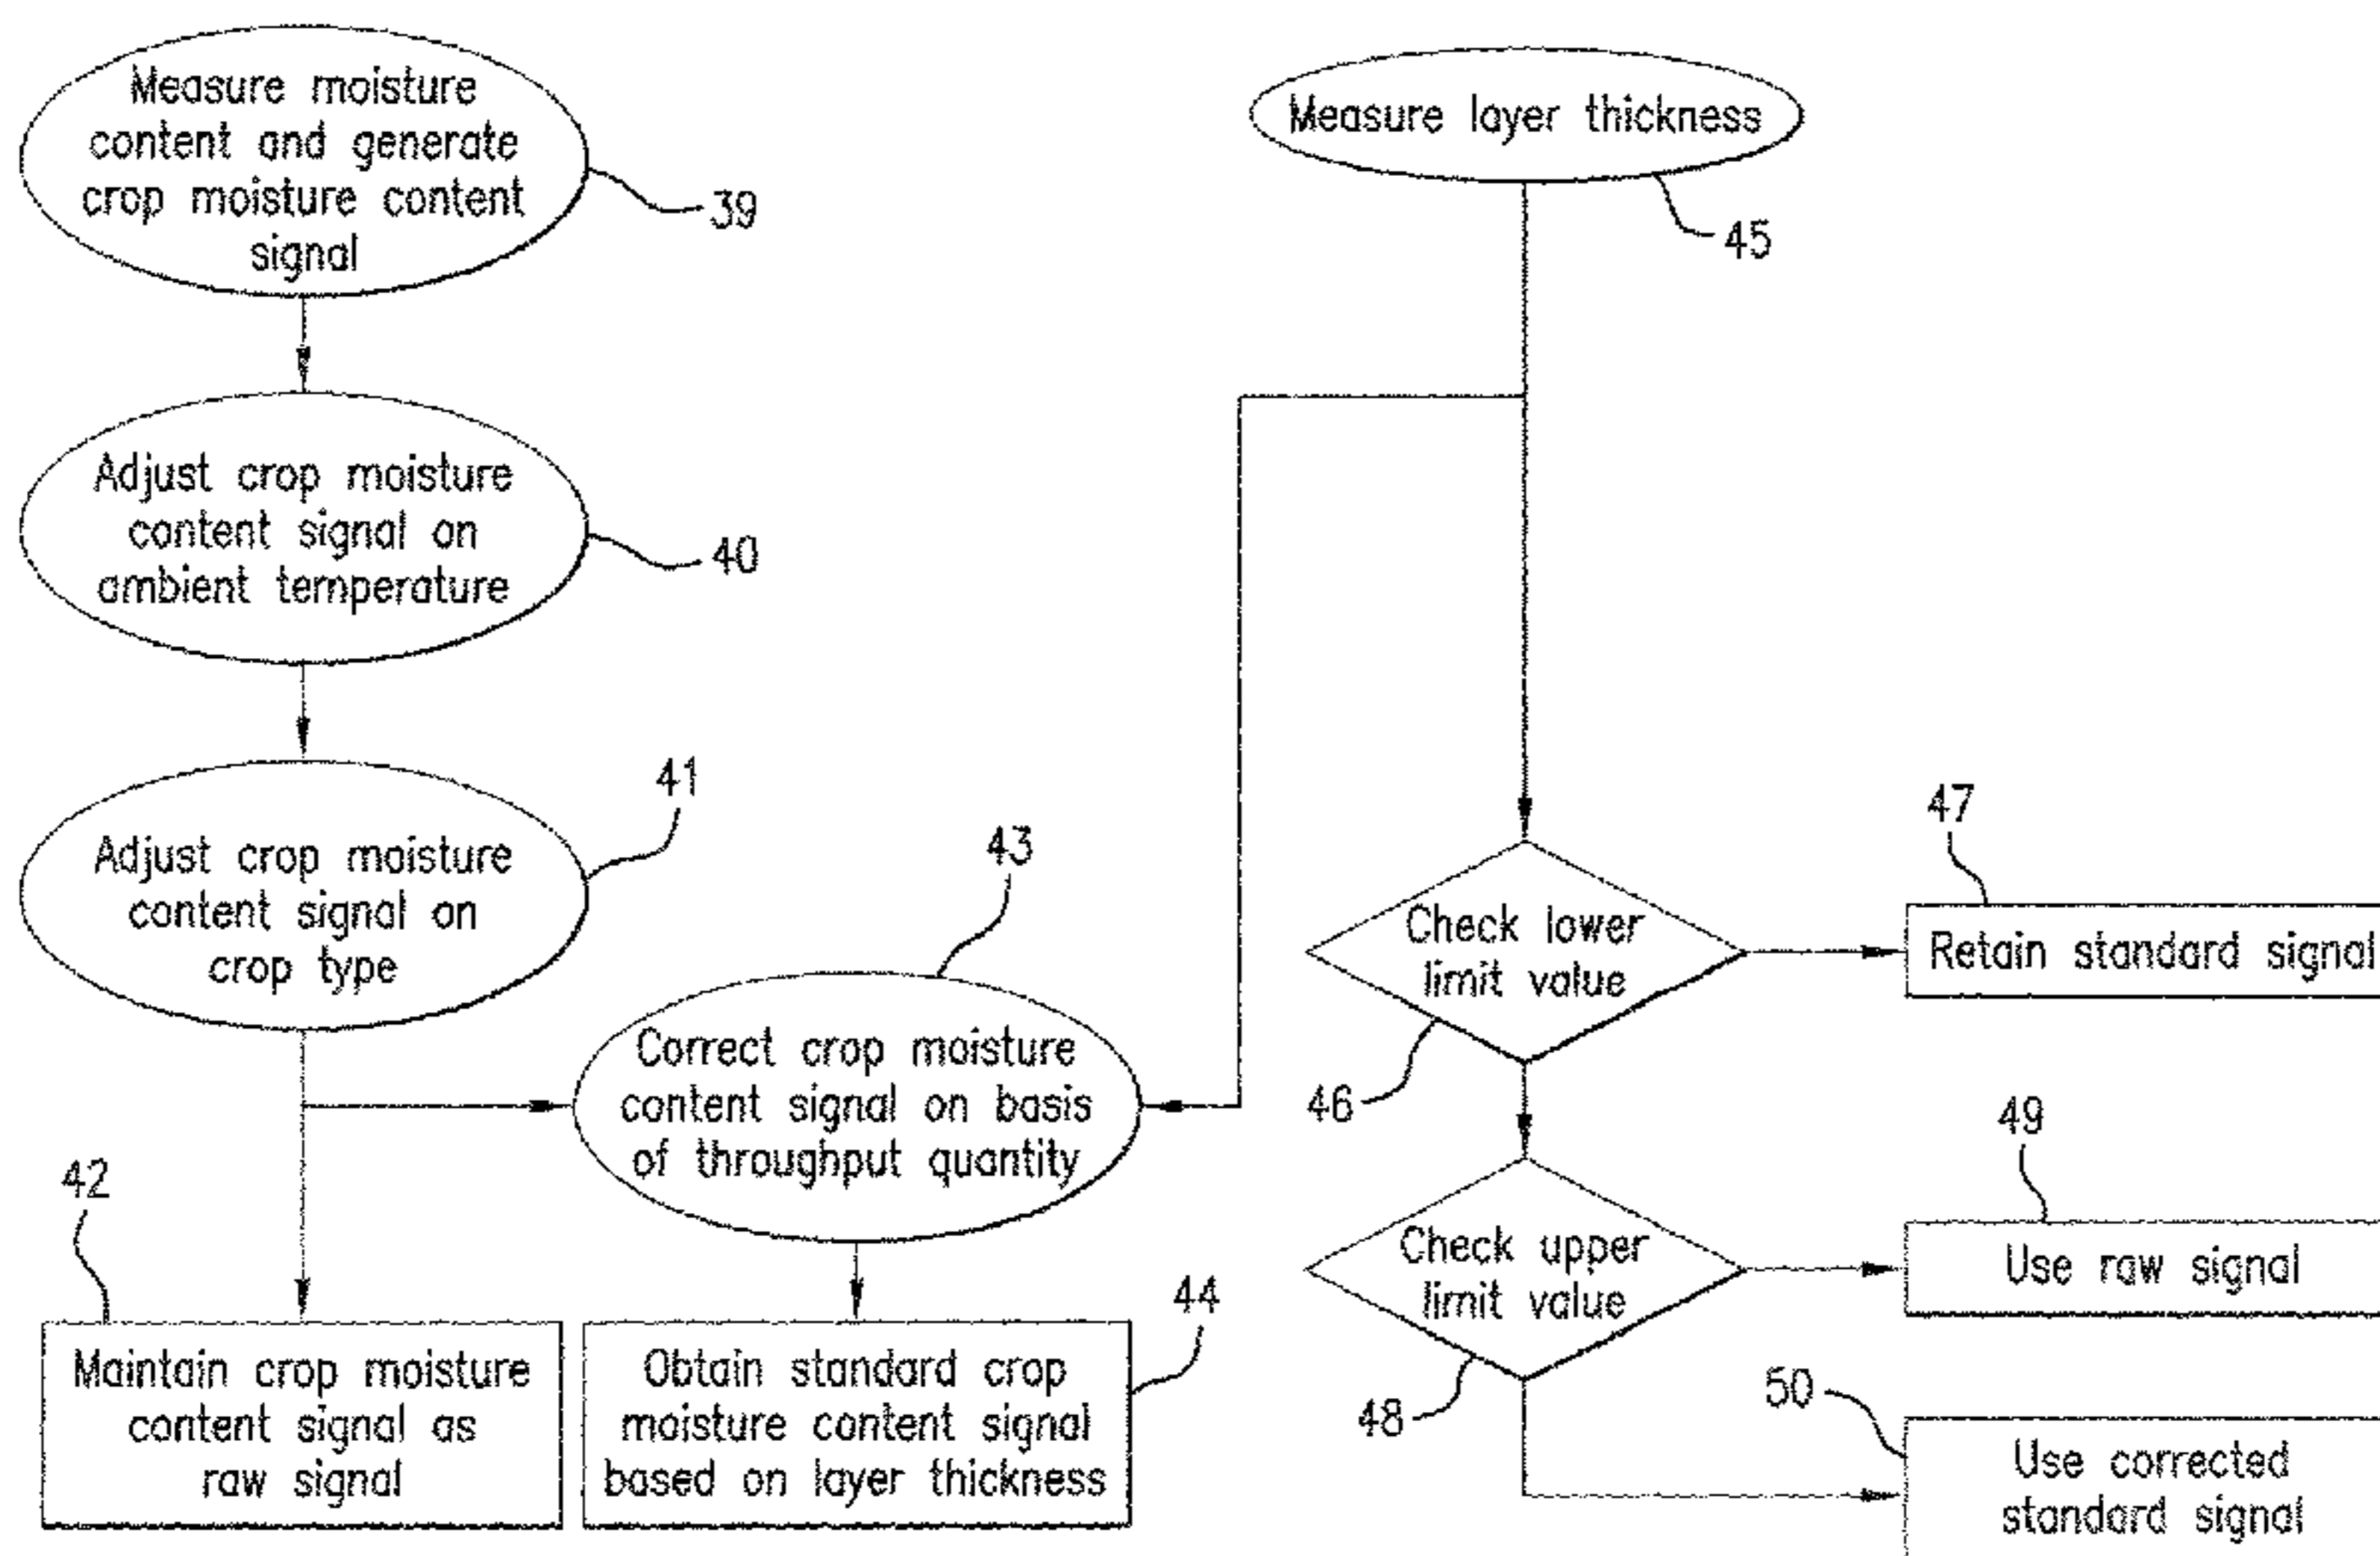 Measure moisture
content and generate
crop moisture content
signal
39
Measure layer thickness
45
Adjust crop moisture
content signal on
ambient temperature
40
Adjust crop moisture
content signal on
crop type
41
43
Correct crop moisture
content signal on basis
of throughput quantity
Check lower
limit value
46
47
Retain standard signal
42
Maintain crop moisture
content signal as
raw signal
44
Obtain standard crop
moisture content signal
based on layer thickness
Check upper
limit value
48
49
Use raw signal
50
Use corrected
standard signal